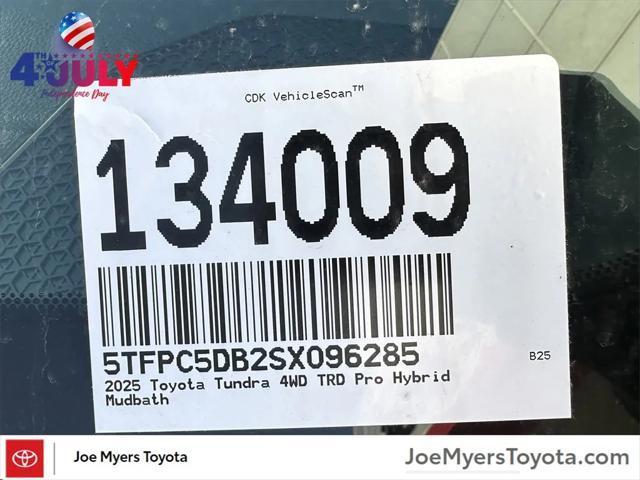 4TH OF JULY
Independence Day
CDK VehicleScan™
134009
5TFPC5DB2SX096285
B25
2025 Toyota Tundra 4WD TRD Pro Hybrid
Mudbath
Joe Myers Toyota
JoeMyersToyota.com